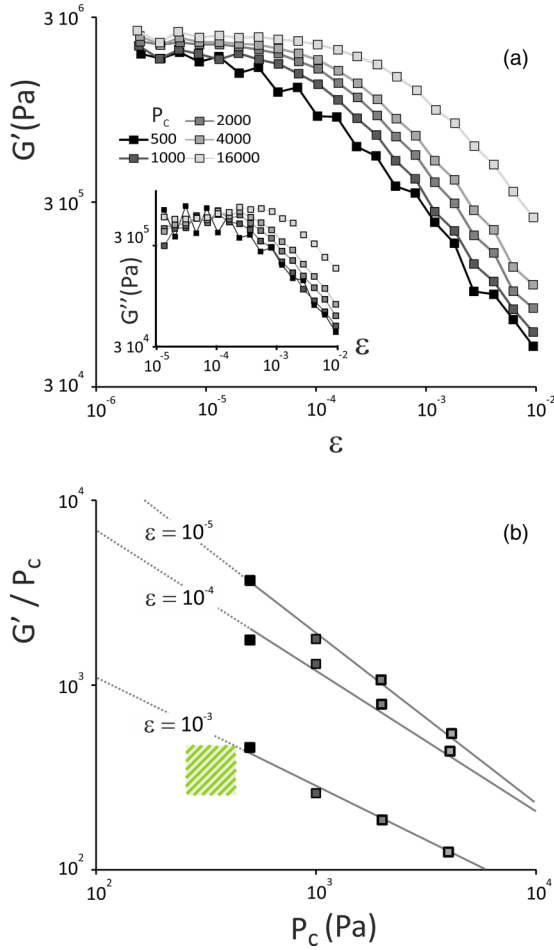 3 10⁶
(a)
G'(Pa)
P_c
500
1000
2000
4000
16000
3 10⁵
3 10⁵
G''(Pa)
3 10⁴
10⁻⁵ 10⁻⁴ 10⁻³ 10⁻²
ε
3 10⁴
10⁻⁶ 10⁻⁵ 10⁻⁴ 10⁻³ 10⁻²
ε
10⁴
(b)
ε = 10⁻⁵
G' / P_c
ε = 10⁻⁴
10³
ε = 10⁻³
10²
10² 10³ 10⁴
P_c (Pa)